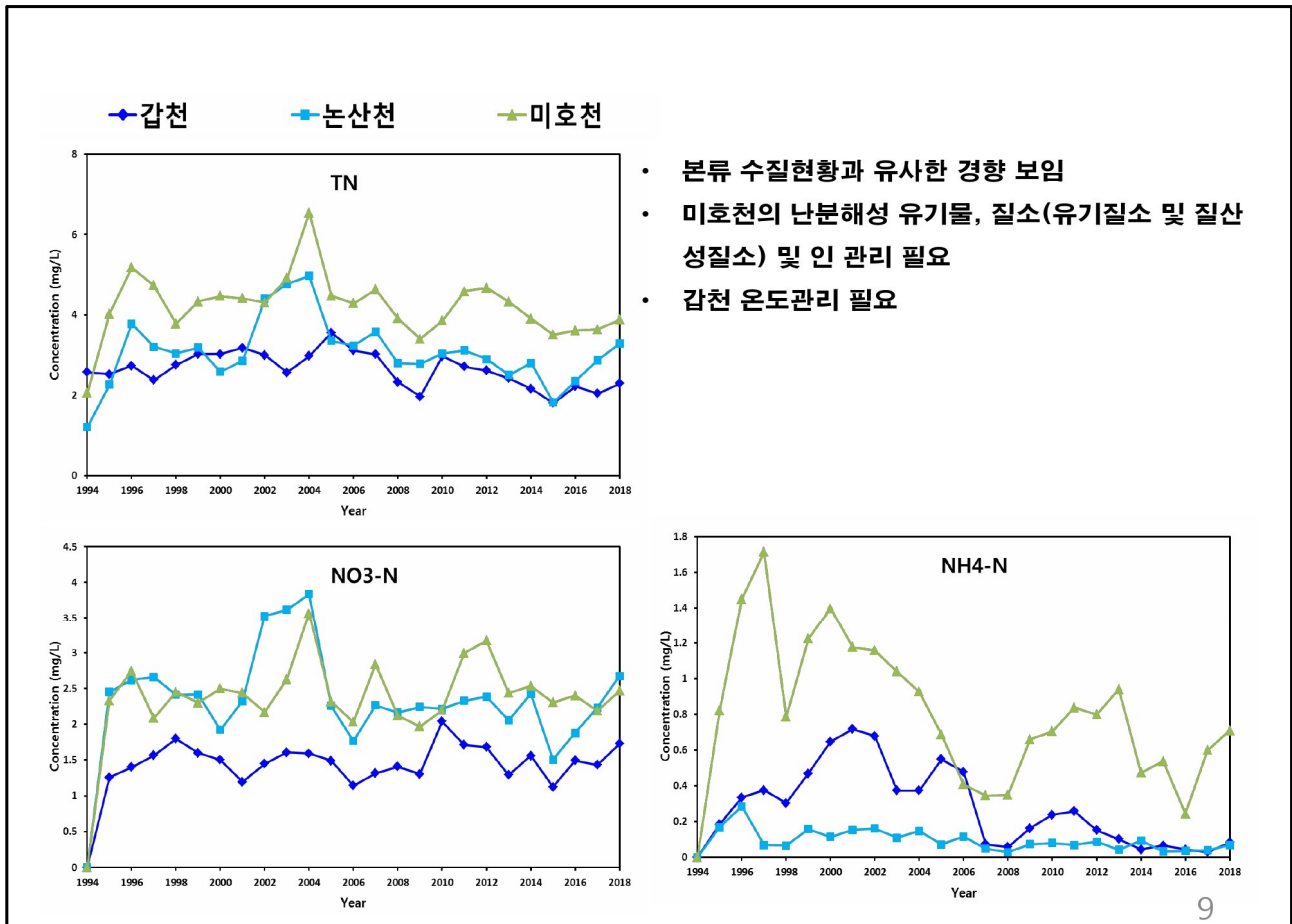 갑천 논산천 미호천
TN
Concentration (mg/L)
8
6
4
2
0
1994 1996 1998 2000 2002 2004 2006 2008 2010 2012 2014 2016 2018
Year
• 본류 수질현황과 유사한 경향 보임
• 미호천의 난분해성 유기물, 질소(유기질소 및 질산
성질소) 및 인 관리 필요
• 갑천 온도관리 필요
NO3-N
Concentration (mg/L)
4.5
4
3.5
3
2.5
2
1.5
1
0.5
0
1994 1996 1998 2000 2002 2004 2006 2008 2010 2012 2014 2016 2018
Year
NH4-N
Concentration (mg/L)
1.8
1.6
1.4
1.2
1
0.8
0.6
0.4
0.2
0
1994 1996 1998 2000 2002 2004 2006 2008 2010 2012 2014 2016 2018
Year
9